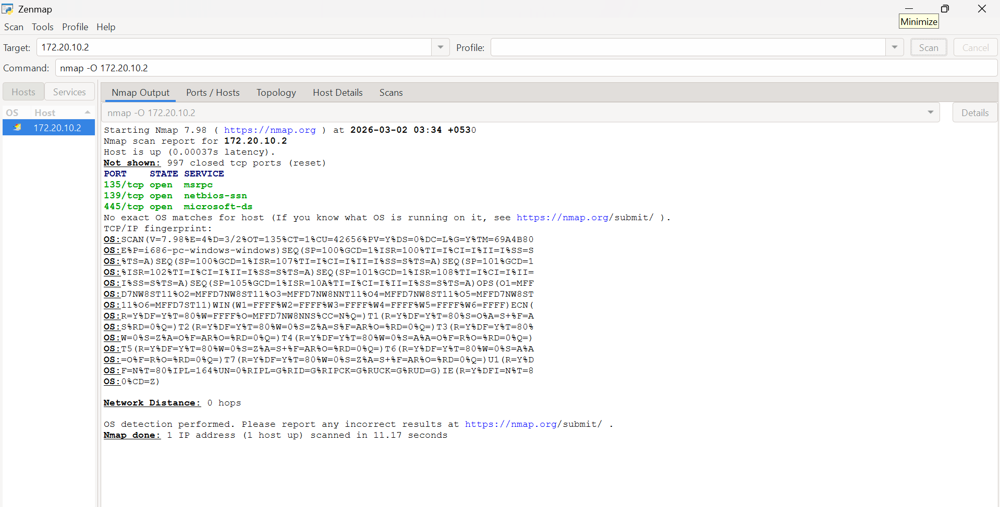 Zenmap
Minimize
Scan Tools Profile Help
Target: 172.20.10.2 Profile: Scan Cancel
Command: nmap -O 172.20.10.2
Hosts Services Nmap Output Ports / Hosts Topology Host Details Scans
OS Host nmap -O 172.20.10.2 Details
172.20.10.2
Starting Nmap 7.98 ( https://nmap.org ) at 2026-03-02 03:34 +0530
Nmap scan report for 172.20.10.2
Host is up (0.00037s latency).
Not shown: 997 closed tcp ports (reset)
PORT STATE SERVICE
135/tcp open msrpc
139/tcp open netbios-ssn
445/tcp open microsoft-ds
No exact OS matches for host (If you know what OS is running on it, see https://nmap.org/submit/ ).
TCP/IP fingerprint:
OS:SCAN(V=7.98%E=4%D=3/2%OT=135%CT=1%CU=42656%PV=Y%DS=0%DC=L%G=Y%TM=69A4B80
OS:E%P=i686-pc-windows-windows)SEQ(SP=100%GCD=1%ISR=100%TI=I%CI=I%II=I%SS=S
OS:%TS=A)SEQ(SP=100%GCD=1%ISR=107%TI=I%CI=I%II=I%SS=S%TS=A)SEQ(SP=101%GCD=1
OS:%ISR=102%TI=I%CI=I%II=I%SS=S%TS=A)SEQ(SP=101%GCD=1%ISR=108%TI=I%CI=I%II=
OS:I%SS=S%TS=A)SEQ(SP=105%GCD=1%ISR=10A%TI=I%CI=I%II=I%SS=S%TS=A)OPS(O1=MFF
OS:D7NW8ST11%O2=MFFD7NW8ST11%O3=MFFD7NW8NNT11%O4=MFFD7NW8ST11%O5=MFFD7NW8ST
OS:11%O6=MFFD7ST11)WIN(W1=FFFF%W2=FFFF%W3=FFFF%W4=FFFF%W5=FFFF%W6=FFFF)ECN(
OS:R=Y%DF=Y%T=80%W=FFFF%O=MFFD7NW8NNS%CC=N%Q=)T1(R=Y%DF=Y%T=80%S=O%A=S+%F=A
OS:S%RD=0%Q=)T2(R=Y%DF=Y%T=80%W=0%S=Z%A=S%F=AR%O=%RD=0%Q=)T3(R=Y%DF=Y%T=80%
OS:W=0%S=Z%A=O%F=AR%O=%RD=0%Q=)T4(R=Y%DF=Y%T=80%W=0%S=A%A=O%F=R%O=%RD=0%Q=)
OS:T5(R=Y%DF=Y%T=80%W=0%S=Z%A=S+%F=AR%O=%RD=0%Q=)T6(R=Y%DF=Y%T=80%W=0%S=A%A
OS:=O%F=R%O=%RD=0%Q=)T7(R=Y%DF=Y%T=80%W=0%S=Z%A=S+%F=AR%O=%RD=0%Q=)U1(R=Y%D
OS:F=N%T=80%IPL=164%UN=0%RIPL=G%RID=G%RIPCK=G%RUCK=G%RUD=G)IE(R=Y%DFI=N%T=8
OS:0%CD=Z)
Network Distance: 0 hops
OS detection performed. Please report any incorrect results at https://nmap.org/submit/ .
Nmap done: 1 IP address (1 host up) scanned in 11.17 seconds